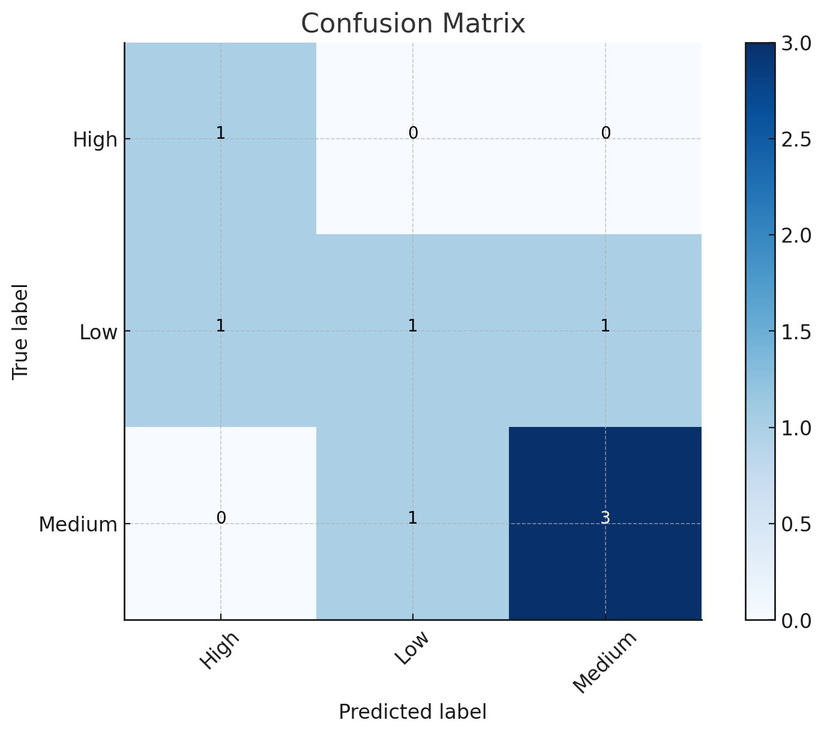 Confusion Matrix
3.0
2.5
2.0
1.5
1.0
0.5
0.0
True label
High 1 0 0
Low 1 1 1
Medium 0 1 3
High Low Medium
Predicted label